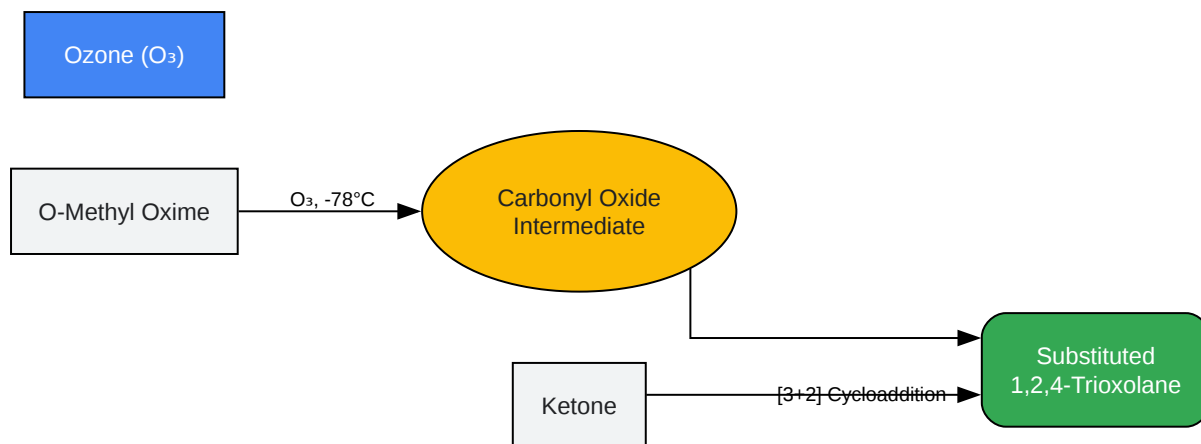 Ozone (O₃)
O-Methyl Oxime
O₃, -78°C
Carbonyl Oxide
Intermediate
Ketone
[3+2] Cycloaddition
Substituted
1,2,4-Trioxolane